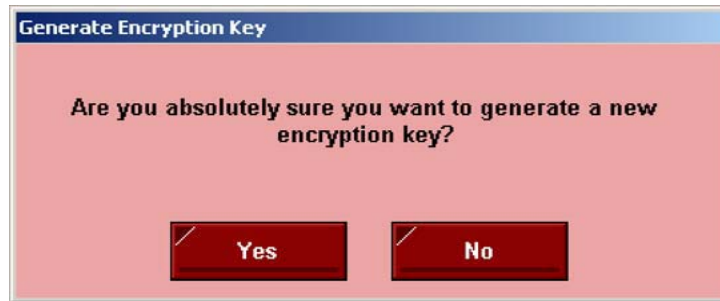 Generate Encryption Key
Are you absolutely sure you want to generate a new
encryption key?
Yes
No